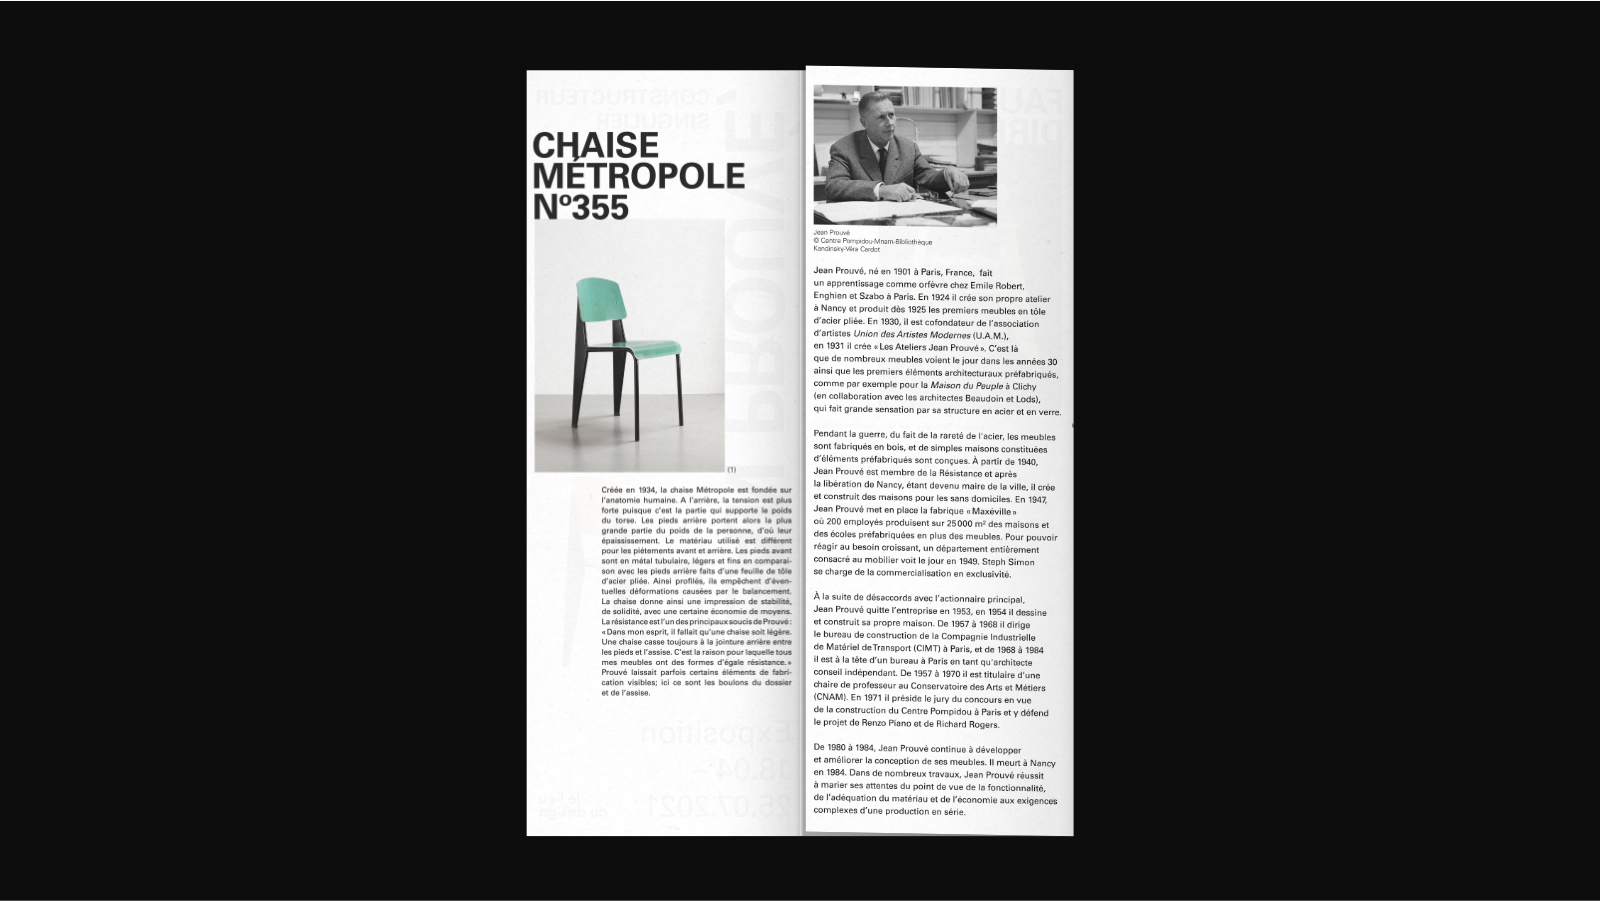 CHAISE
MÉTROPOLE
Nº355
(1)
Créée en 1934, la chaise Métropole est fondée sur
l'anatomie humaine. A l'arrière, la tension est plus
forte puisque c'est la partie qui supporte le poids
du torse. Les pieds arrière portent alors la plus
grande partie du poids de la personne, d'où leur
épaississement. Le matériau utilisé est différent
pour les piètements avant et arrière. Les pieds avant
sont en métal tubulaire, légers et fins en comparai-
son avec les pieds arrière faits d'une feuille de tôle
d'acier pliée. Ainsi profilés, ils empêchent d'éven-
tuelles déformations causées par le balancement.
La chaise donne ainsi une impression de stabilité,
de solidité, avec une certaine économie de moyens.
La résistance est l'un des principaux soucis de Prouvé :
« Dans mon esprit, il fallait qu'une chaise soit légère.
Une chaise casse toujours à la jointure arrière entre
les pieds et l'assise. C'est la raison pour laquelle tous
mes meubles ont des formes d'égale résistance. »
Prouvé laissait parfois certains éléments de fabri-
cation visibles; ici ce sont les boulons du dossier
et de l'assise.
CONSTRUCTEUR
SINGULIER
Exposition
18.04 –
25.07.2021
Jean Prouvé
© Centre Pompidou-Mnam-Bibliothèque
Kandinsky-Véra Cardot
Jean Prouvé, né en 1901 à Paris, France, fait
un apprentissage comme orfèvre chez Emile Robert,
Enghien et Szabo à Paris. En 1924 il crée son propre atelier
à Nancy et produit dès 1925 les premiers meubles en tôle
d'acier pliée. En 1930, il est cofondateur de l'association
d'artistes Union des Artistes Modernes (U.A.M.),
en 1931 il crée « Les Ateliers Jean Prouvé ». C'est là
que de nombreux meubles voient le jour dans les années 30
ainsi que les premiers éléments architecturaux préfabriqués,
comme par exemple pour la Maison du Peuple à Clichy
(en collaboration avec les architectes Beaudoin et Lods),
qui fait grande sensation par sa structure en acier et en verre.
Pendant la guerre, du fait de la rareté de l'acier, les meubles
sont fabriqués en bois, et de simples maisons constituées
d'éléments préfabriqués sont conçues. À partir de 1940,
Jean Prouvé est membre de la Résistance et après
la libération de Nancy, étant devenu maire de la ville, il crée
et construit des maisons pour les sans domiciles. En 1947,
Jean Prouvé met en place la fabrique « Maxéville »
où 200 employés produisent sur 25 000 m² des maisons et
des écoles préfabriquées en plus des meubles. Pour pouvoir
réagir au besoin croissant, un département entièrement
consacré au mobilier voit le jour en 1949. Steph Simon
se charge de la commercialisation en exclusivité.
À la suite de désaccords avec l'actionnaire principal,
Jean Prouvé quitte l'entreprise en 1953, en 1954 il dessine
et construit sa propre maison. De 1957 à 1968 il dirige
le bureau de construction de la Compagnie Industrielle
de Matériel de Transport (CIMT) à Paris, et de 1968 à 1984
il est à la tête d'un bureau à Paris en tant qu'architecte
conseil indépendant. De 1957 à 1970 il est titulaire d'une
chaire de professeur au Conservatoire des Arts et Métiers
(CNAM). En 1971 il préside le jury du concours en vue
de la construction du Centre Pompidou à Paris et y défend
le projet de Renzo Piano et de Richard Rogers.
De 1980 à 1984, Jean Prouvé continue à développer
et améliorer la conception de ses meubles. Il meurt à Nancy
en 1984. Dans de nombreux travaux, Jean Prouvé réussit
à marier ses attentes du point de vue de la fonctionnalité,
de l'adéquation du matériau et de l'économie aux exigences
complexes d'une production en série.